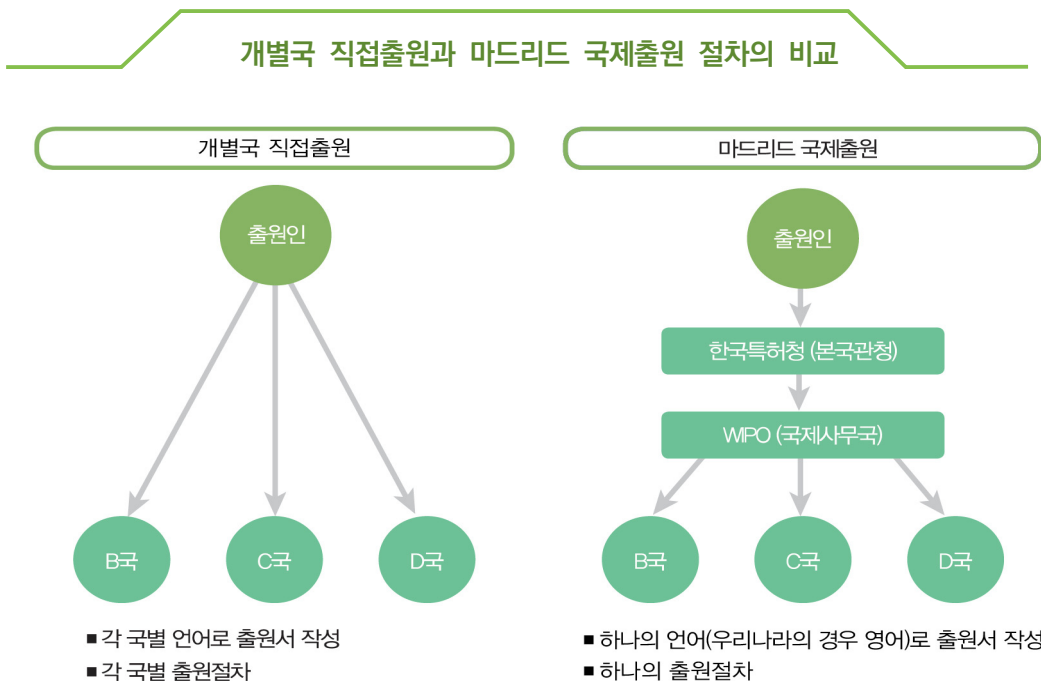 개별국 직접출원과 마드리드 국제출원 절차의 비교
개별국 직접출원
출원인
B국
C국
D국
■ 각 국별 언어로 출원서 작성
■ 각 국별 출원절차
마드리드 국제출원
출원인
한국특허청 (본국관청)
WIPO (국제사무국)
B국
C국
D국
■ 하나의 언어(우리나라의 경우 영어)로 출원서 작성
■ 하나의 출원절차